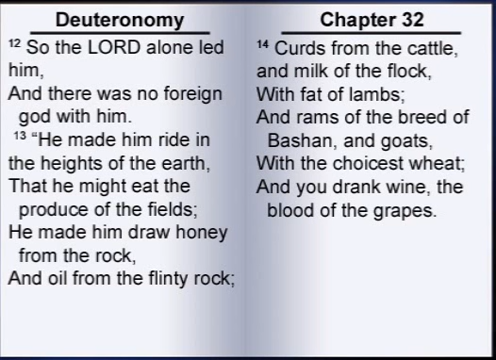 Deuteronomy
12 So the LORD alone led
him,
And there was no foreign
god with him.
13 “He made him ride in
the heights of the earth,
That he might eat the
produce of the fields;
He made him draw honey
from the rock,
And oil from the flinty rock;
Chapter 32
14 Curds from the cattle,
and milk of the flock,
With fat of lambs;
And rams of the breed of
Bashan, and goats,
With the choicest wheat;
And you drank wine, the
blood of the grapes.